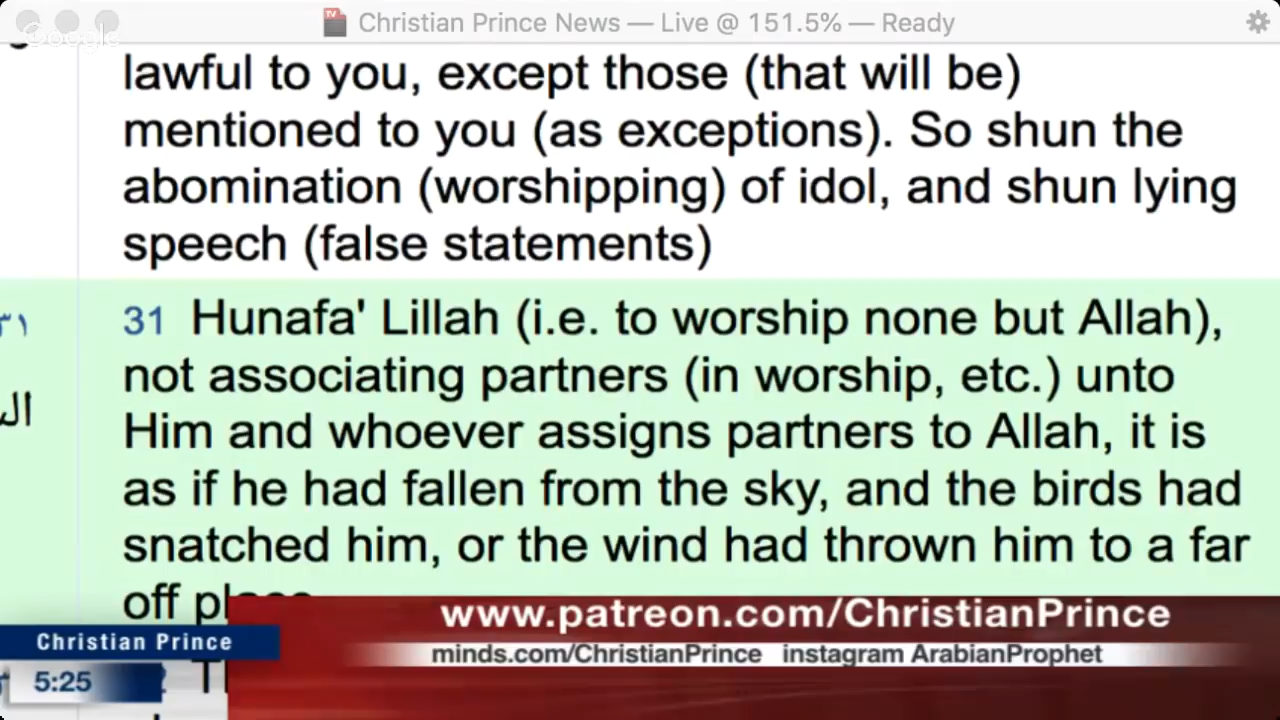 Christian Prince News — Live @ 151.5% — Ready
Google
lawful to you, except those (that will be)
mentioned to you (as exceptions). So shun the
abomination (worshipping) of idol, and shun lying
speech (false statements)
31 Hunafa' Lillah (i.e. to worship none but Allah),
not associating partners (in worship, etc.) unto
٣١
Him and whoever assigns partners to Allah, it is
as if he had fallen from the sky, and the birds had
snatched him, or the wind had thrown him to a far
off place
www.patreon.com/ChristianPrince
Christian Prince
minds.com/ChristianPrince instagram ArabianProphet
5:25